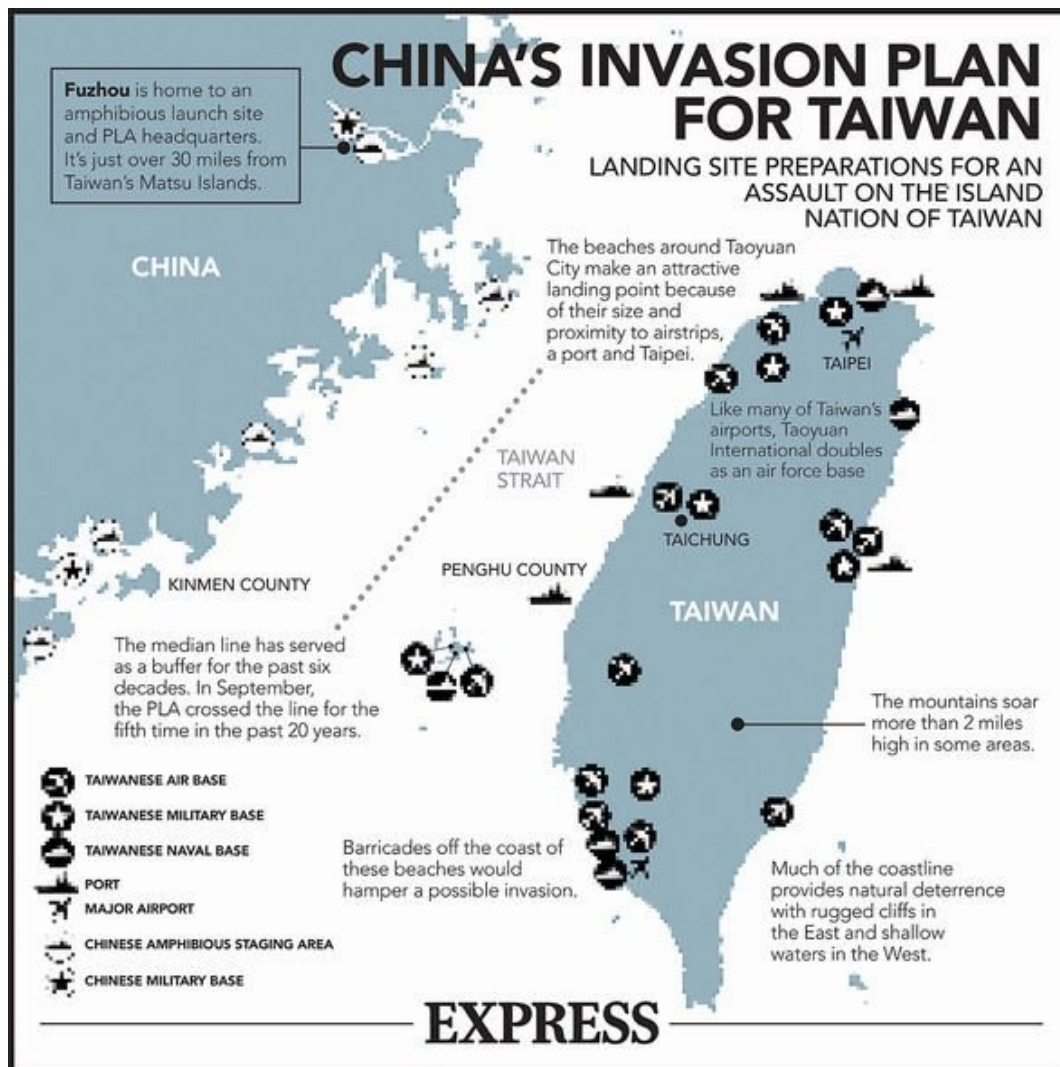 CHINA'S INVASION PLAN
FOR TAIWAN
LANDING SITE PREPARATIONS FOR AN
ASSAULT ON THE ISLAND
NATION OF TAIWAN
Fuzhou is home to an
amphibious launch site
and PLA headquarters.
It's just over 30 miles from
Taiwan's Matsu Islands.
CHINA
The beaches around Taoyuan
City make an attractive
landing point because
of their size and
proximity to airstrips,
a port and Taipei.
TAIPEI
Like many of Taiwan's
airports, Taoyuan
International doubles
as an air force base
TAIWAN
STRAIT
TAICHUNG
KINMEN COUNTY
PENGHU COUNTY
TAIWAN
The median line has served
as a buffer for the past six
decades. In September,
the PLA crossed the line for the
fifth time in the past 20 years.
The mountains soar
more than 2 miles
high in some areas.
TAIWANESE AIR BASE
TAIWANESE MILITARY BASE
TAIWANESE NAVAL BASE
PORT
MAJOR AIRPORT
CHINESE AMPHIBIOUS STAGING AREA
CHINESE MILITARY BASE
Barricades off the coast of
these beaches would
hamper a possible invasion.
Much of the coastline
provides natural deterrence
with rugged cliffs in
the East and shallow
waters in the West.
EXPRESS